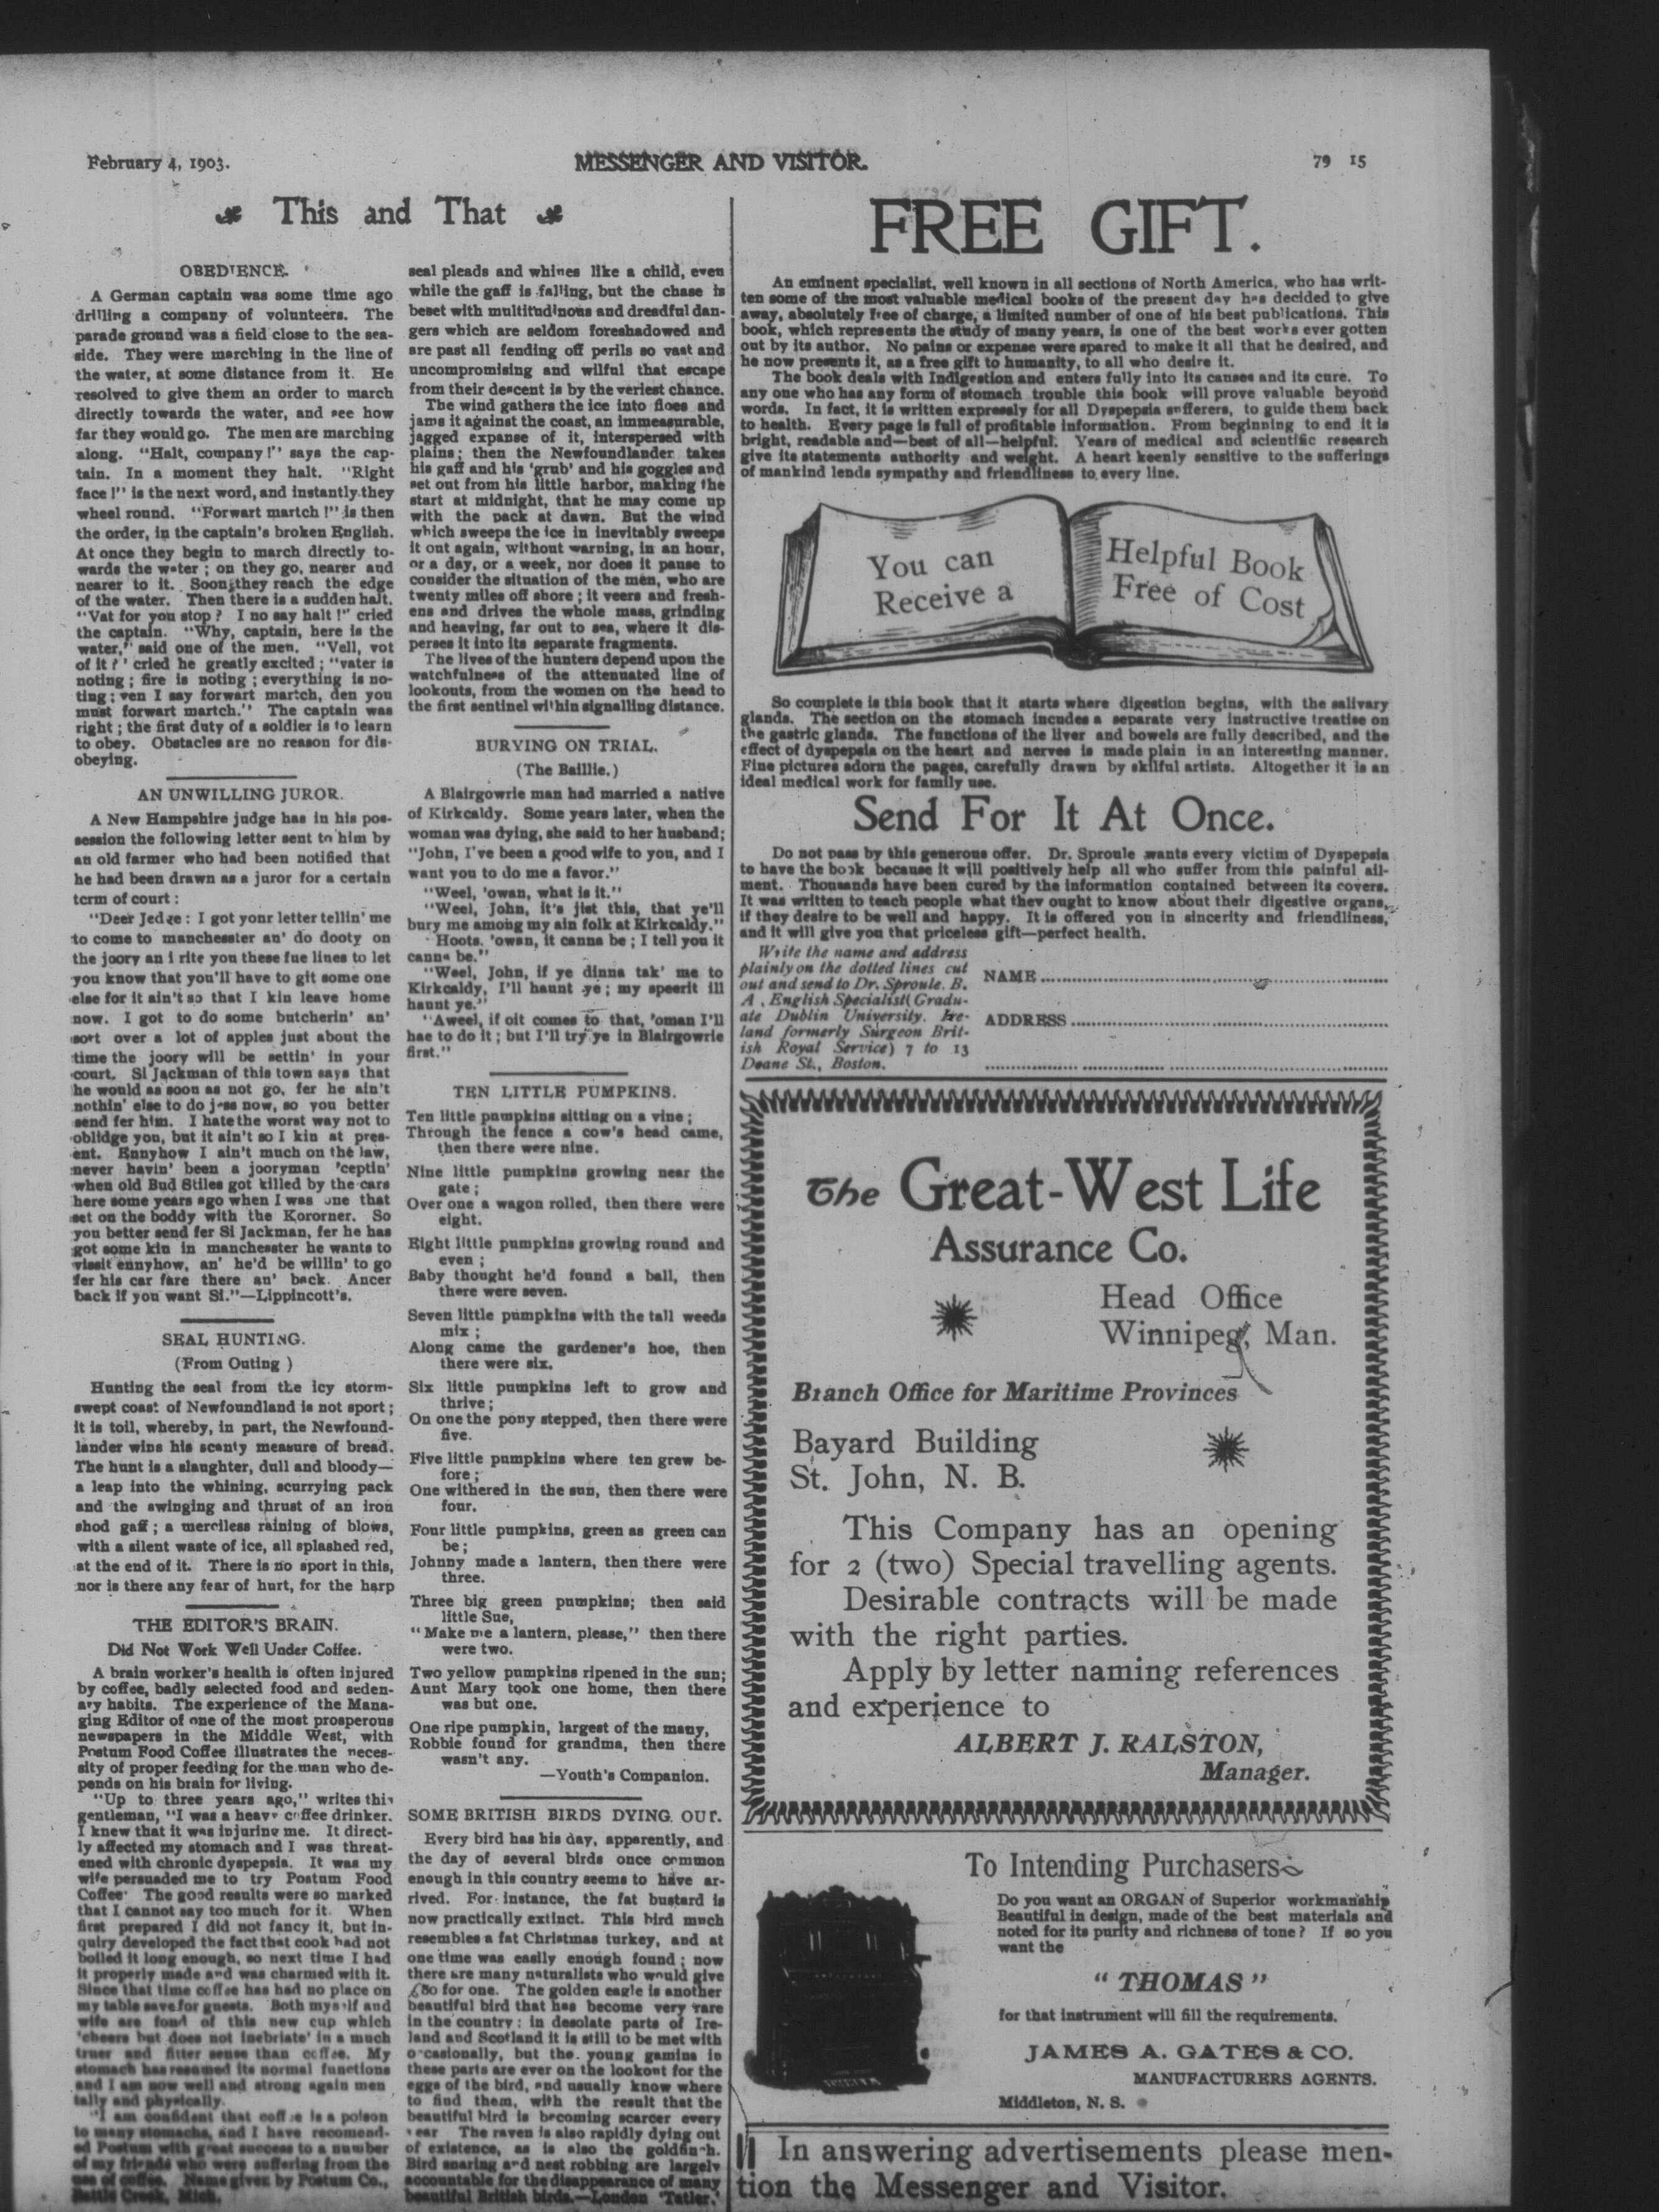 February 4, 1903.
MESSENGER AND VISITOR.
79 15
This and That
OBEDIENCE.
A German captain was some time ago
drilling a company of volunteers. The
parade ground was a field close to the sea-
side. They were marching in the line of
the water, at some distance from it. He
resolved to give them an order to march
directly towards the water, and see how
far they would go. The men are marching
along. "Halt, company!" says the cap-
tain. In a moment they halt. "Right
face!" is the next word, and instantly they
wheel round. "Forwart martch!" is then
the order, in the captain's broken English.
At once they begin to march directly to-
wards the water; on they go, nearer and
nearer to it. Soon they reach the edge
of the water. Then there is a sudden halt.
"Vat for you stop? I no say halt!" cried
the captain. "Why, captain, here is the
water," said one of the men. "Vell, vot
of it?' cried he greatly excited; "vater is
noting; fire is noting; everything is no-
ting; ven I say forwart martch, den you
must forwart martch." The captain was
right; the first duty of a soldier is to learn
to obey. Obstacles are no reason for dis-
obeying.
AN UNWILLING JUROR.
A New Hampshire judge has in his pos-
session the following letter sent to him by
an old farmer who had been notified that
he had been drawn as a juror for a certain
term of court:
"Deer Jedge: I got your letter tellin' me
to come to manchesster an' do dooty on
the joory an i rite you these fue lines to let
you know that you'll have to git some one
else for it ain't so that I kin leave home
now. I got to do some butcherin' an'
sort over a lot of apples just about the
time the joory will be settin' in your
court. Si Jackman of this town says that
he would as soon as not go, fer he ain't
nothin' else to do jess now, so you better
send fer him. I hate the worst way not to
oblidge you, but it ain't so I kin at pres-
ent. Ennyhow I ain't much on the law,
never havin' been a jooryman 'ceptin'
when old Bud Stiles got killed by the cars
here some years ago when I was one that
set on the boddy with the Kororner. So
you better send fer Si Jackman, fer he has
got some kin in manchesster he wants to
vissit ennyhow, an' he'd be willin' to go
fer his car fare there an' back. Ancer
back if you want Si."—Lippincott's.
SEAL HUNTING.
(From Outing )
Hunting the seal from the icy storm-
swept coast of Newfoundland is not sport;
it is toil, whereby, in part, the Newfound-
lander wins his scanty measure of bread.
The hunt is a slaughter, dull and bloody—
a leap into the whining, scurrying pack
and the swinging and thrust of an iron
shod gaff; a merciless raining of blows,
with a silent waste of ice, all splashed red,
at the end of it. There is no sport in this,
nor is there any fear of hurt, for the harp
THE EDITOR'S BRAIN.
Did Not Work Well Under Coffee.
A brain worker's health is often injured
by coffee, badly selected food and seden-
ary habits. The experience of the Mana-
ging Editor of one of the most prosperous
newspapers in the Middle West, with
Postum Food Coffee illustrates the neces-
sity of proper feeding for the man who de-
pends on his brain for living.
"Up to three years ago," writes this
gentleman, "I was a heavy coffee drinker.
I knew that it was injuring me. It direct-
ly affected my stomach and I was threat-
ened with chronic dyspepsia. It was my
wife persuaded me to try Postum Food
Coffee. The good results were so marked
that I cannot say too much for it. When
first prepared I did not fancy it, but in-
quiry developed the fact that cook had not
boiled it long enough, so next time I had
it properly made and was charmed with it.
Since that time coffee has had no place on
my table save for guests. Both myself and
wife are fond of this new cup which
'cheers but does not inebriate' in a much
truer and fitter sense than coffee. My
stomach has resumed its normal functions
and I am now well and strong again men
tally and physically.
"I am confident that coffee is a poison
to many stomachs, and I have recomend-
ed Postum with great success to a number
of my friends who were suffering from the
use of coffee. Name given by Postum Co.,
Battle Creek, Mich.
seal pleads and whines like a child, even
while the gaff is falling, but the chase is
beset with multitudinous and dreadful dan-
gers which are seldom foreshadowed and
are past all fending off perils so vast and
uncompromising and wilful that escape
from their descent is by the veriest chance.
The wind gathers the ice into floes and
jams it against the coast, an immeasurable,
jagged expanse of it, interspersed with
plains; then the Newfoundlander takes
his gaff and his 'grub' and his goggles and
set out from his little harbor, making the
start at midnight, that he may come up
with the pack at dawn. But the wind
which sweeps the ice in inevitably sweeps
it out again, without warning, in an hour,
or a day, or a week, nor does it pause to
consider the situation of the men, who are
twenty miles off shore; it veers and fresh-
ens and drives the whole mass, grinding
and heaving, far out to sea, where it dis-
perses it into its separate fragments.
The lives of the hunters depend upon the
watchfulness of the attenuated line of
lookouts, from the women on the head to
the first sentinel within signalling distance.
BURYING ON TRIAL.
(The Baillie.)
A Blairgowrie man had married a native
of Kirkcaldy. Some years later, when the
woman was dying, she said to her husband;
"John, I've been a good wife to you, and I
want you to do me a favor."
"Weel, 'owan, what is it."
"Weel, John, it's jist this, that ye'll
bury me among my ain folk at Kirkcaldy."
Hoots. 'owan, it canna be; I tell you it
canna be."
"Weel, John, if ye dinna tak' me to
Kirkcaldy, I'll haunt ye; my speerit ill
haunt ye."
"Aweel, if oit comes to that, 'oman I'll
hae to do it; but I'll try ye in Blairgowrie
first."
TEN LITTLE PUMPKINS.
Ten little pumpkins sitting on a vine;
Through the fence a cow's head came,
then there were nine.
Nine little pumpkins growing near the
gate;
Over one a wagon rolled, then there were
eight.
Eight little pumpkins growing round and
even;
Baby thought he'd found a ball, then
there were seven.
Seven little pumpkins with the tall weeds
mix;
Along came the gardener's hoe, then
there were six.
Six little pumpkins left to grow and
thrive;
On one the pony stepped, then there were
five.
Five little pumpkins where ten grew be-
fore;
One withered in the sun, then there were
four.
Four little pumpkins, green as green can
be;
Johnny made a lantern, then there were
three.
Three big green pumpkins; then said
little Sue,
"Make me a lantern, please," then there
were two.
Two yellow pumpkins ripened in the sun;
Aunt Mary took one home, then there
was but one.
One ripe pumpkin, largest of the many,
Robbie found for grandma, then there
wasn't any.
—Youth's Companion.
SOME BRITISH BIRDS DYING OUT.
Every bird has his day, apparently, and
the day of several birds once common
enough in this country seems to have ar-
rived. For instance, the fat bustard is
now practically extinct. This bird much
resembles a fat Christmas turkey, and at
one time was easily enough found; now
there are many naturalists who would give
£80 for one. The golden eagle is another
beautiful bird that has become very rare
in the country: in desolate parts of Ire-
land and Scotland it is still to be met with
occasionally, but the young gamins in
these parts are ever on the lookout for the
eggs of the bird, and usually know where
to find them, with the result that the
beautiful bird is becoming scarcer every
year The raven is also rapidly dying out
of existence, as is also the goldfinch.
Bird snaring and nest robbing are largely
accountable for the disappearance of many
beautiful British birds.—London 'Tatler.'
FREE GIFT.
An eminent specialist, well known in all sections of North America, who has writ-
ten some of the most valuable medical books of the present day has decided to give
away, absolutely free of charge, a limited number of one of his best publications. This
book, which represents the study of many years, is one of the best works ever gotten
out by its author. No pains or expense were spared to make it all that he desired, and
he now presents it, as a free gift to humanity, to all who desire it.
The book deals with Indigestion and enters fully into its causes and its cure. To
any one who has any form of stomach trouble this book will prove valuable beyond
words. In fact, it is written expressly for all Dyspepsia sufferers, to guide them back
to health. Every page is full of profitable information. From beginning to end it is
bright, readable and—best of all—helpful. Years of medical and scientific research
give its statements authority and weight. A heart keenly sensitive to the sufferings
of mankind lends sympathy and friendliness to every line.
You can
Receive a
Helpful Book
Free of Cost
So complete is this book that it starts where digestion begins, with the salivary
glands. The section on the stomach incudes a separate very instructive treatise on
the gastric glands. The functions of the liver and bowels are fully described, and the
effect of dyspepsia on the heart and nerves is made plain in an interesting manner.
Fine pictures adorn the pages, carefully drawn by skilful artists. Altogether it is an
ideal medical work for family use.
Send For It At Once.
Do not pass by this generous offer. Dr. Sproule wants every victim of Dyspepsia
to have the book because it will positively help all who suffer from this painful ail-
ment. Thousands have been cured by the information contained between its covers.
It was written to teach people what they ought to know about their digestive organs,
if they desire to be well and happy. It is offered you in sincerity and friendliness,
and it will give you that priceless gift—perfect health.
Write the name and address
plainly on the dotted lines cut
out and send to Dr. Sproule. B.
A, English Specialist (Gradu-
ate Dublin University. Ire-
land formerly Surgeon Brit-
ish Royal Service) 7 to 13
Doane St., Boston.
NAME
ADDRESS
The Great-West Life
Assurance Co.
Head Office
Winnipeg, Man.
Branch Office for Maritime Provinces
Bayard Building
St. John, N. B.
This Company has an opening
for 2 (two) Special travelling agents.
Desirable contracts will be made
with the right parties.
Apply by letter naming references
and experience to
ALBERT J. RALSTON,
Manager.
To Intending Purchasers
Do you want an ORGAN of Superior workmanship
Beautiful in design, made of the best materials and
noted for its purity and richness of tone? If so you
want the
"THOMAS"
for that instrument will fill the requirements.
JAMES A. GATES & CO.
MANUFACTURERS AGENTS.
Middleton, N. S.
In answering advertisements please men-
tion the Messenger and Visitor.